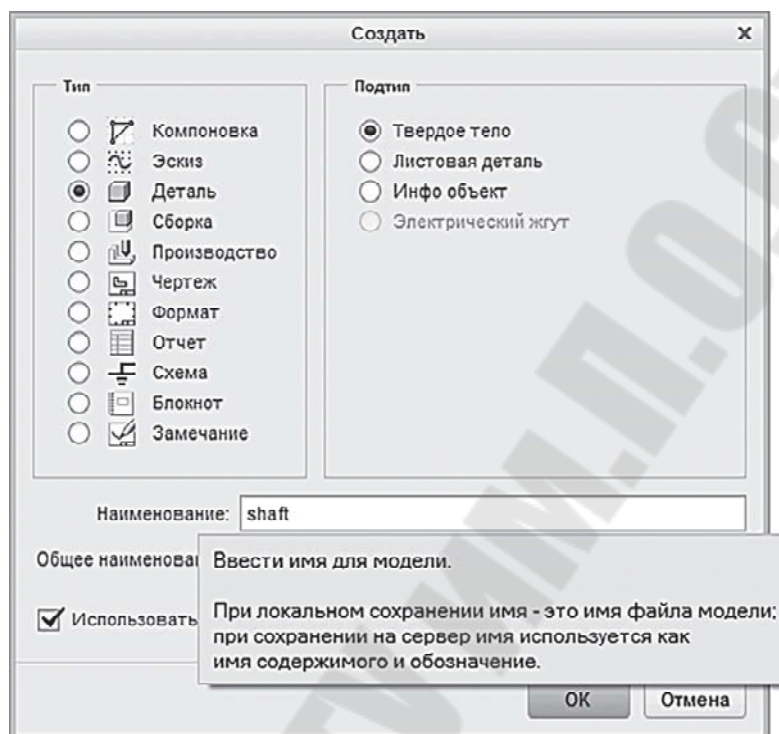 Создать
Тип
Компоновка
Эскиз
Деталь
Сборка
Производство
Чертеж
Формат
Отчет
Схема
Блокнот
Замечание
Подтип
Твердое тело
Листовая деталь
Инфо объект
Электрический жгут
Наименование: shaft
Общее
Ввести имя для модели.
При локальном сохранении имя - это имя файла модели;
Использовать
при сохранении на сервер имя используется как
имя содержимого и обозначение.
OK
Отмена